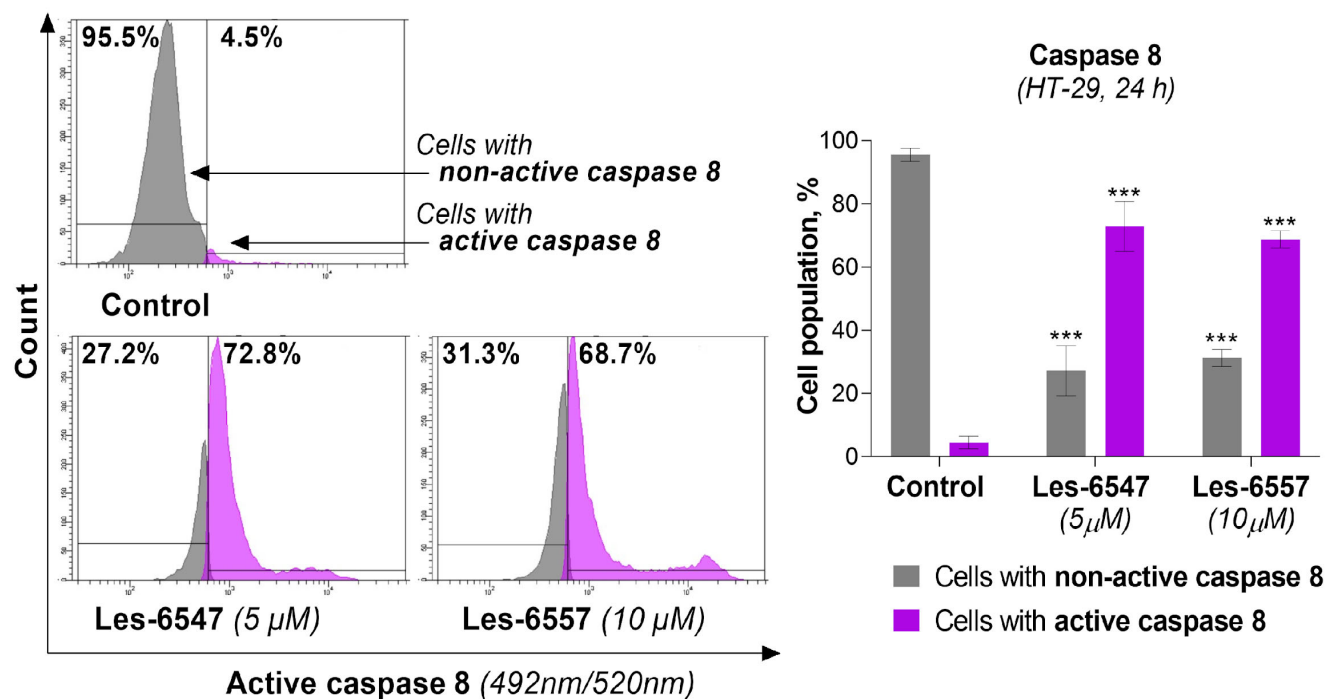 95.5% 4.5%
Cells with
non-active caspase 8
Cells with
active caspase 8
Control
27.2% 72.8%
31.3% 68.7%
Les-6547 (5 µM)
Les-6557 (10 µM)
Count
Active caspase 8 (492nm/520nm)
Caspase 8
(HT-29, 24 h)
Cell population, %
100
80
60
40
20
0
***
***
***
***
Control
Les-6547
(5µM)
Les-6557
(10µM)
Cells with non-active caspase 8
Cells with active caspase 8